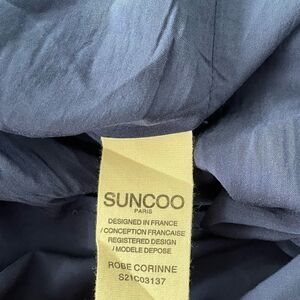 SUNCOO
PARIS
DESIGNED IN FRANCE
/ CONCEPTION FRANCAISE
REGISTERED DESIGN
/ MODELE DEPOSE
ROBE CORINNE
S21C03137